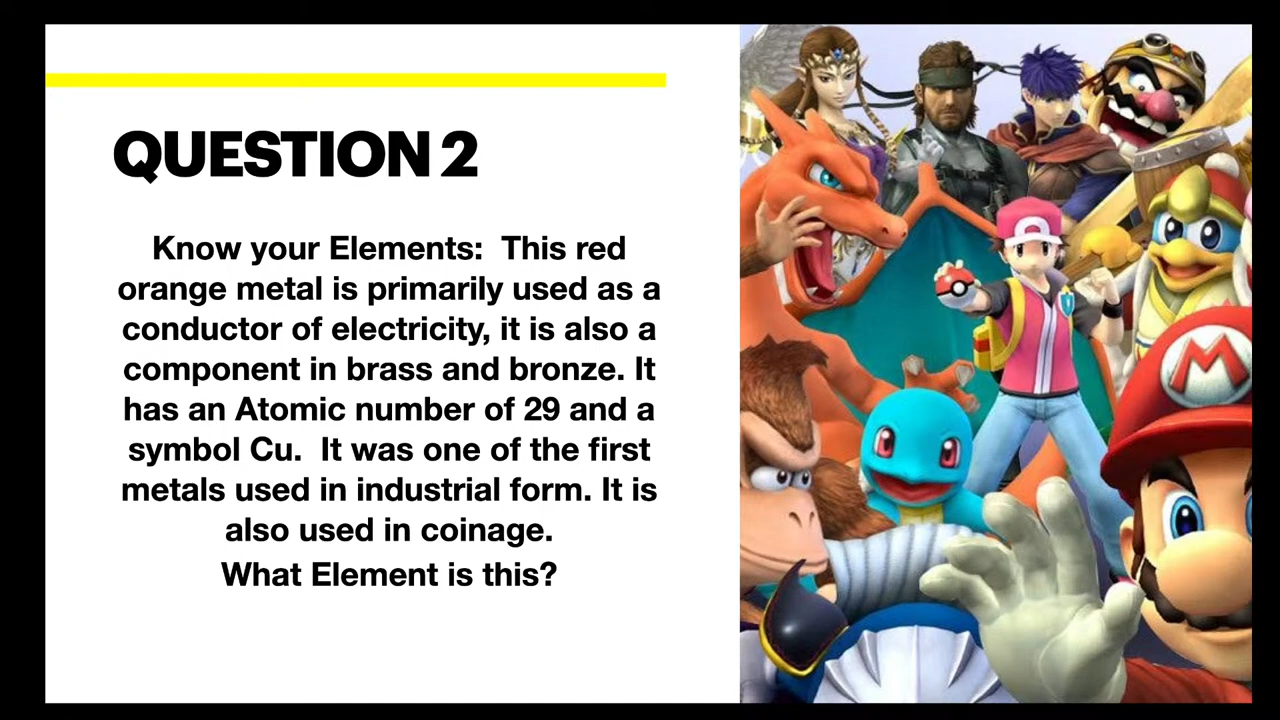 QUESTION 2
Know your Elements:  This red
orange metal is primarily used as a
conductor of electricity, it is also a
component in brass and bronze. It
has an Atomic number of 29 and a
symbol Cu.  It was one of the first
metals used in industrial form. It is
also used in coinage.
What Element is this?
M